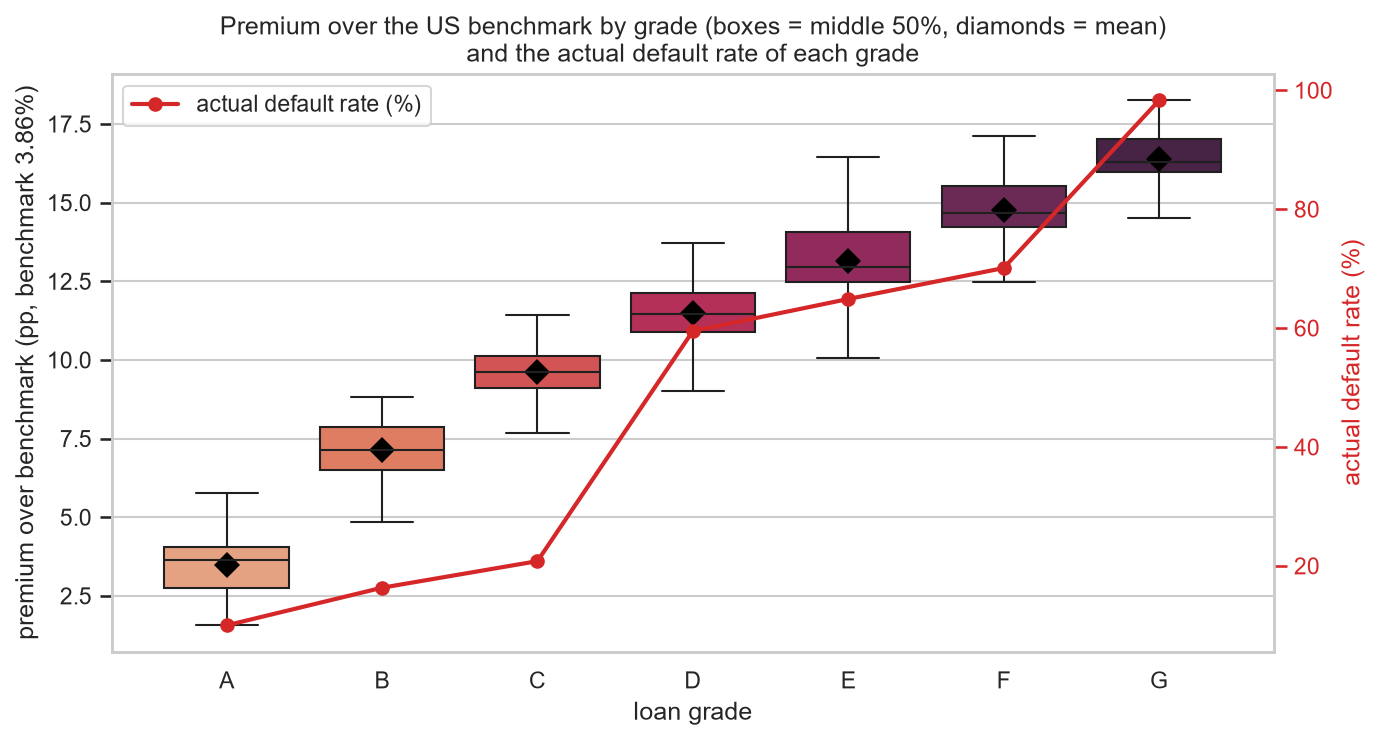 Premium over the US benchmark by grade (boxes = middle 50%, diamonds = mean)
and the actual default rate of each grade
actual default rate (%)
premium over benchmark (pp, benchmark 3.86%)
17.5
15.0
12.5
10.0
7.5
5.0
2.5
100
80
60
40
20
actual default rate (%)
A B C D E F G
loan grade